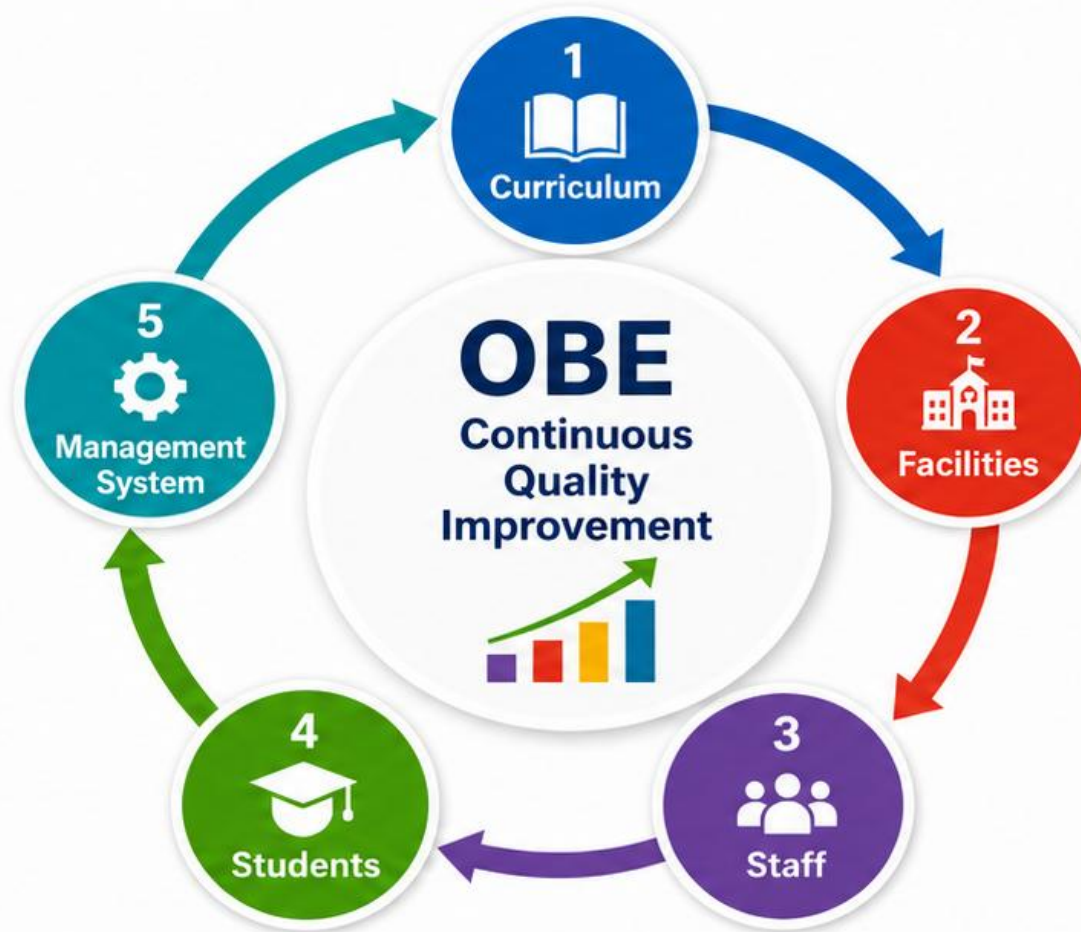 OBE
Continuous
Quality
Improvement
1
Curriculum
2
Facilities
3
Staff
4
Students
5
Management
System